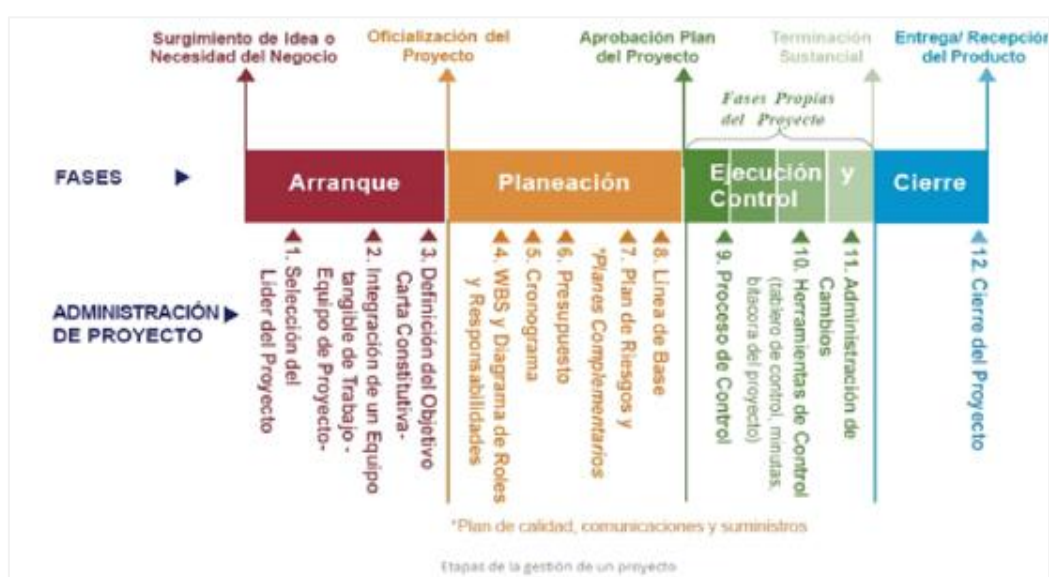 Surgimiento de Idea o
Necesidad del Negocio
Oficialización del
Proyecto
Aprobación Plan
del Proyecto
Terminación
Sustancial
Entrega/ Recepción
del Producto
Fases Propias
del Proyecto
FASES
Arranque
Planeación
Ejecución y
Control
Cierre
ADMINISTRACIÓN
DE PROYECTO
1. Selección del
Líder del Proyecto
2. Integración de un Equipo
tangible de Trabajo -
Equipo de Proyecto-
3. Definición del Objetivo
Carta Constitutiva-
4. WBS y Diagrama de Roles
y Responsabilidades
5. Cronograma
6. Presupuesto
7. Plan de Riesgos y
*Planes Complementarios
8. Línea de Base
9. Proceso de Control
10. Herramientas de Control
(tablero de control, minutas,
bitácora del proyecto)
11. Administración de
Cambios
12. Cierre del Proyecto
*Plan de calidad, comunicaciones y suministros
Etapas de la gestión de un proyecto